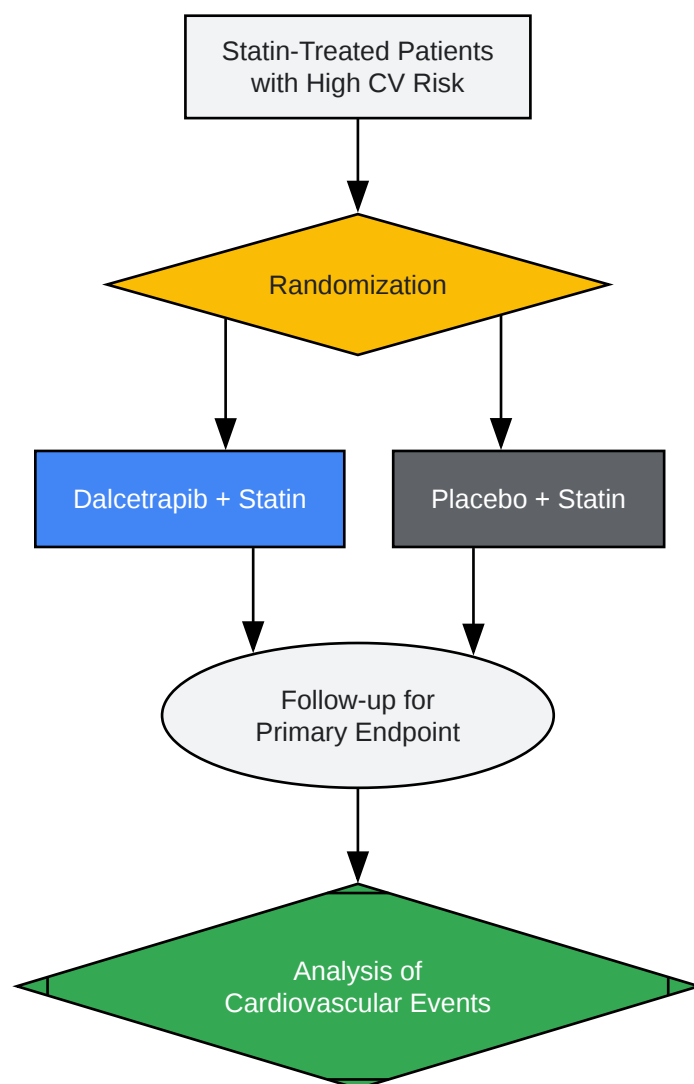 Statin-Treated Patients
with High CV Risk
Randomization
Dalcetrapib + Statin
Placebo + Statin
Follow-up for
Primary Endpoint
Analysis of
Cardiovascular Events